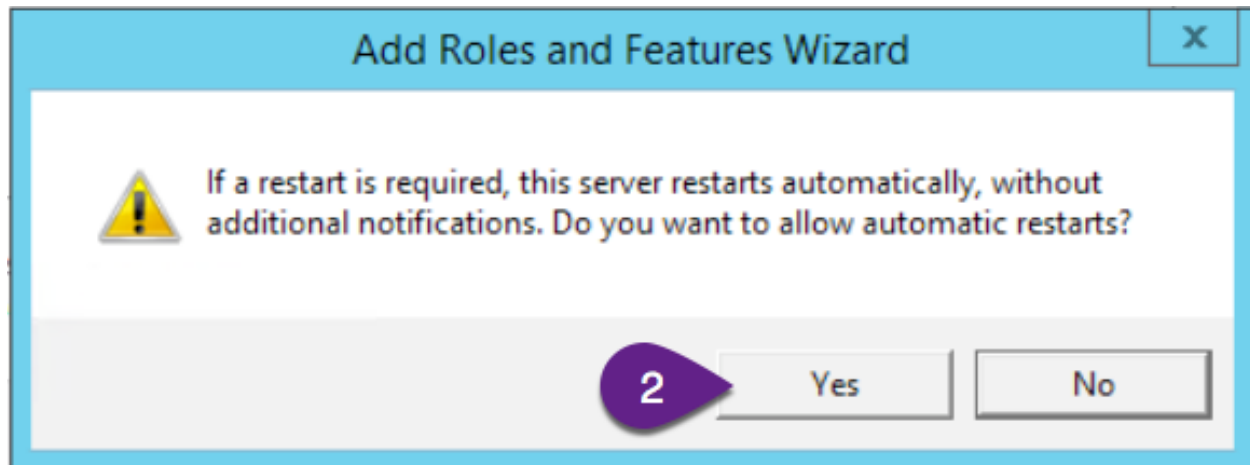 Add Roles and Features Wizard
x
If a restart is required, this server restarts automatically, without
additional notifications. Do you want to allow automatic restarts?
2
Yes
No